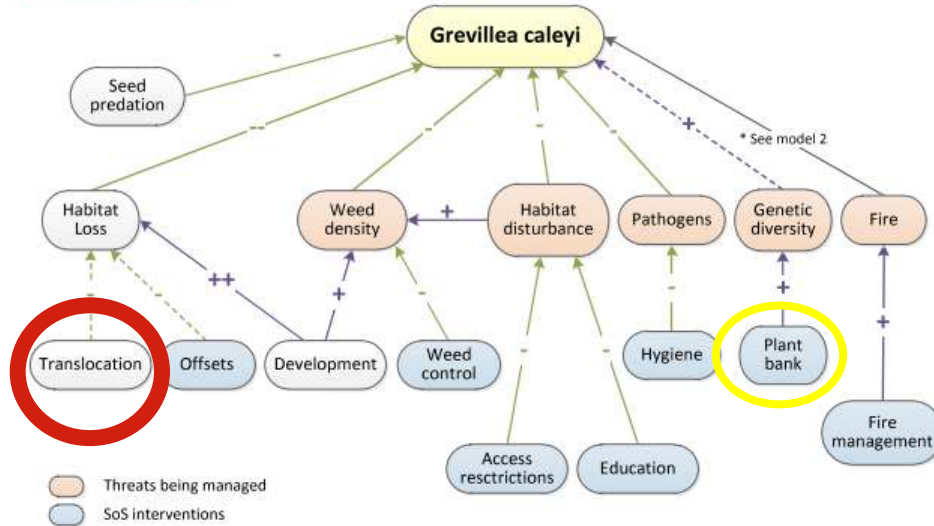 Grevillea caleyi
-
Seed
predation
--
-
-
-
+
* See model 2
Habitat
Loss
Weed
density
+
Habitat
disturbance
Pathogens
Genetic
diversity
Fire
-
-
++
+
-
-
-
-
+
+
Translocation
Offsets
Development
Weed
control
Hygiene
Plant
bank
Fire
management
Access
resctrictions
Education
Threats being managed
SoS interventions